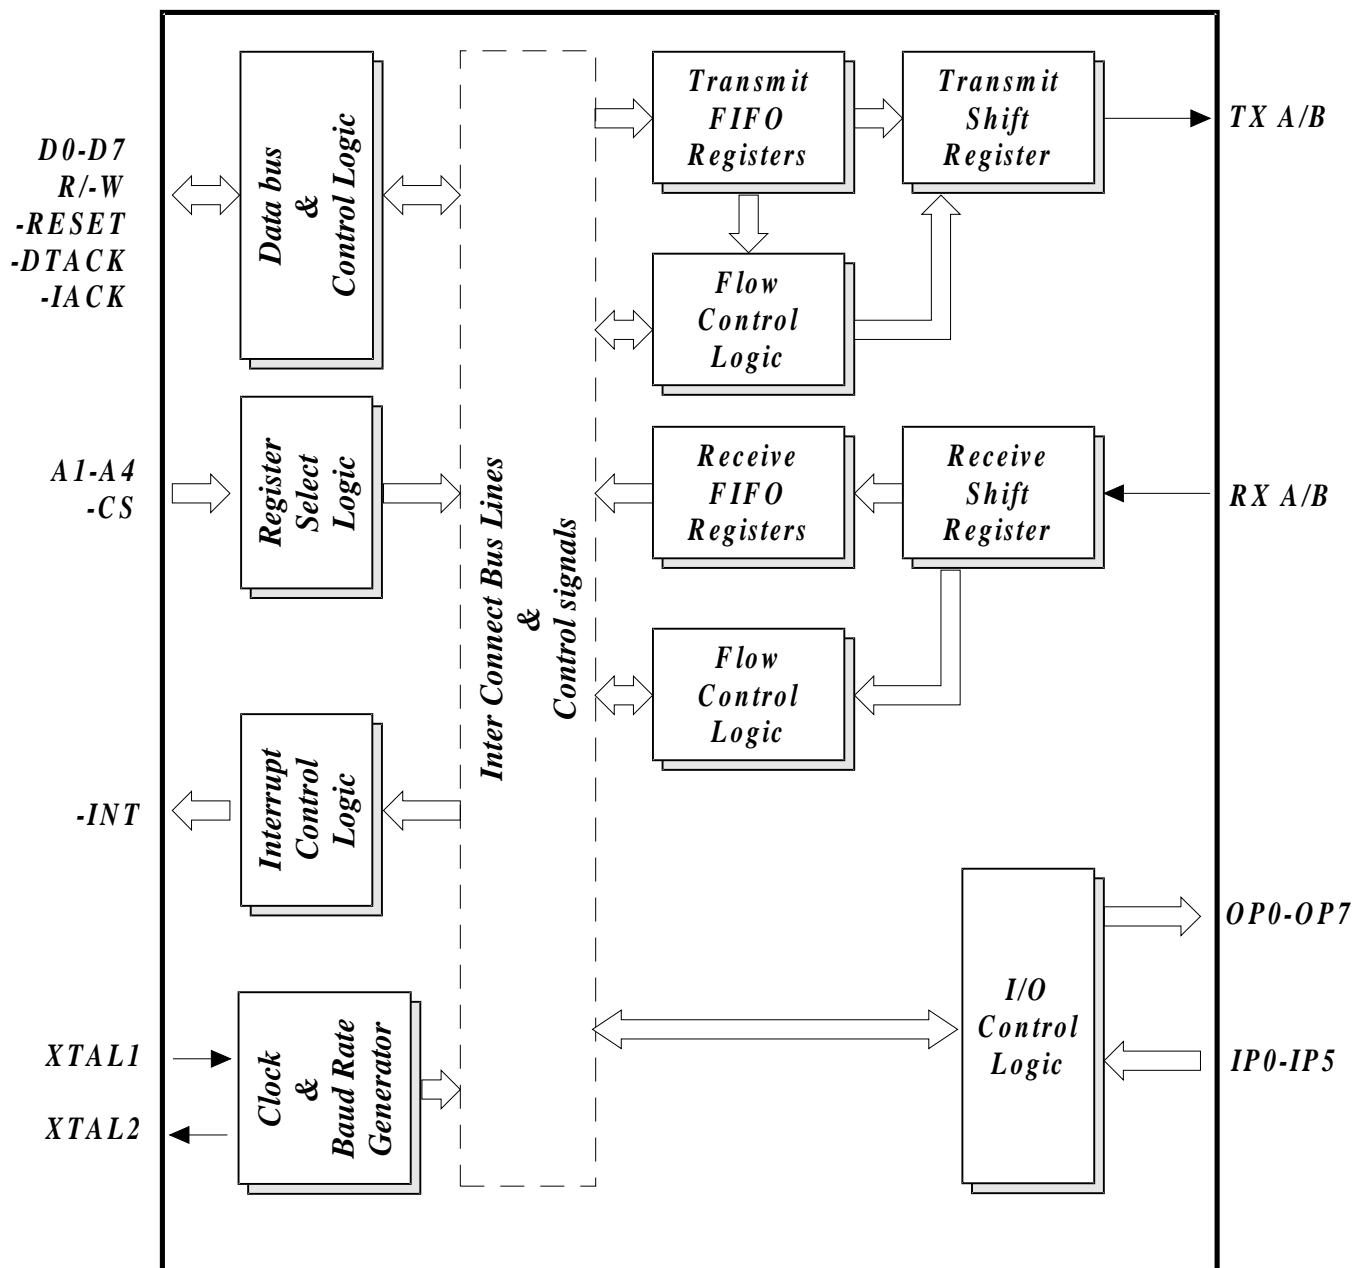 D0-D7
R/-W
-RESET
-DTACK
-IACK
A1-A4
-CS
-INT
XTAL1
XTAL2
Data bus
&
Control Logic
Register
Select
Logic
Interrupt
Control
Logic
Clock
&
Baud Rate
Generator
Inter Connect Bus Lines
&
Control signals
Transmit
FIFO
Registers
Transmit
Shift
Register
Flow
Control
Logic
Receive
FIFO
Registers
Receive
Shift
Register
Flow
Control
Logic
I/O
Control
Logic
TX A/B
RX A/B
OP0-OP7
IP0-IP5